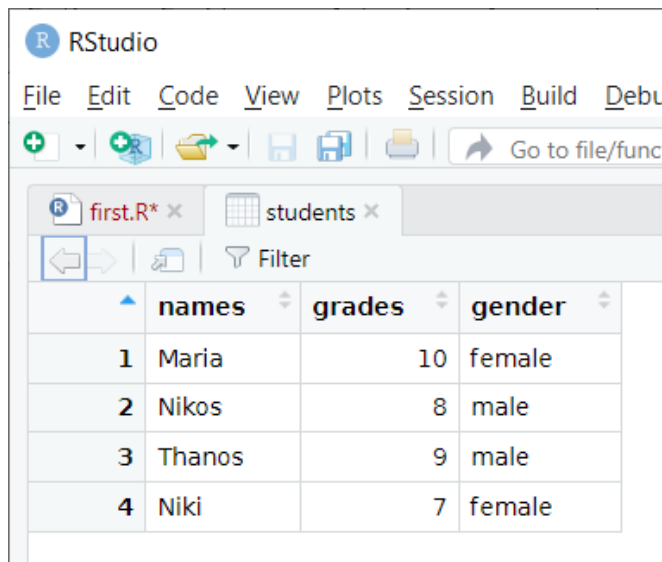 R RStudio
File Edit Code View Plots Session Build Debu
Go to file/func
first.R* × students ×
Filter
names grades gender
1 Maria 10 female
2 Nikos 8 male
3 Thanos 9 male
4 Niki 7 female